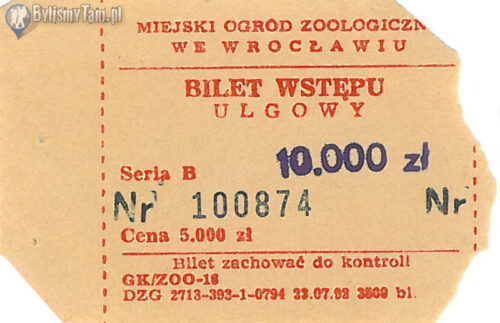 ByliśmyTam.pl
MIEJSKI OGRÓD ZOOLOGICZN
WE WROCŁAWIU
BILET WSTĘPU
ULGOWY
10.000 zł
Seria B
Nr 100874 Nr
Cena 5.000 zł
Bilet zachować do kontroli
GK/ZOO-16
DZG 2713-393-1-0794 23.07.92 3500 bl.